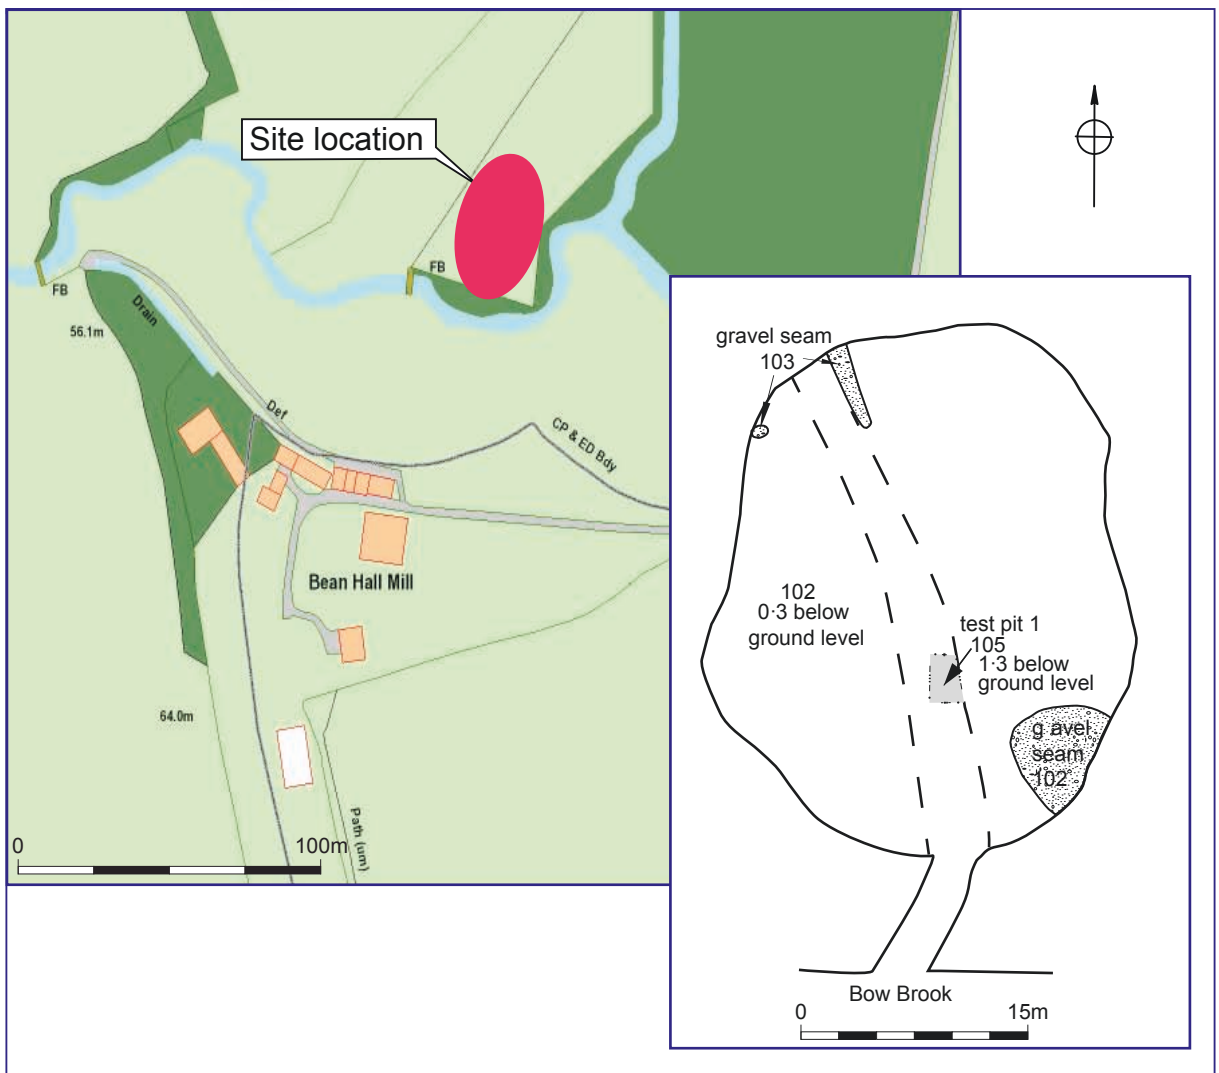 Site location
FB
FB
Drain
56.1m
Def
CP & ED Bdy
Bean Hall Mill
64.0m
Path (um)
0 100m
gravel seam
103
102
0·3 below
ground level
test pit 1
105
1·3 below
ground level
g avel
seam
102
Bow Brook
0 15m